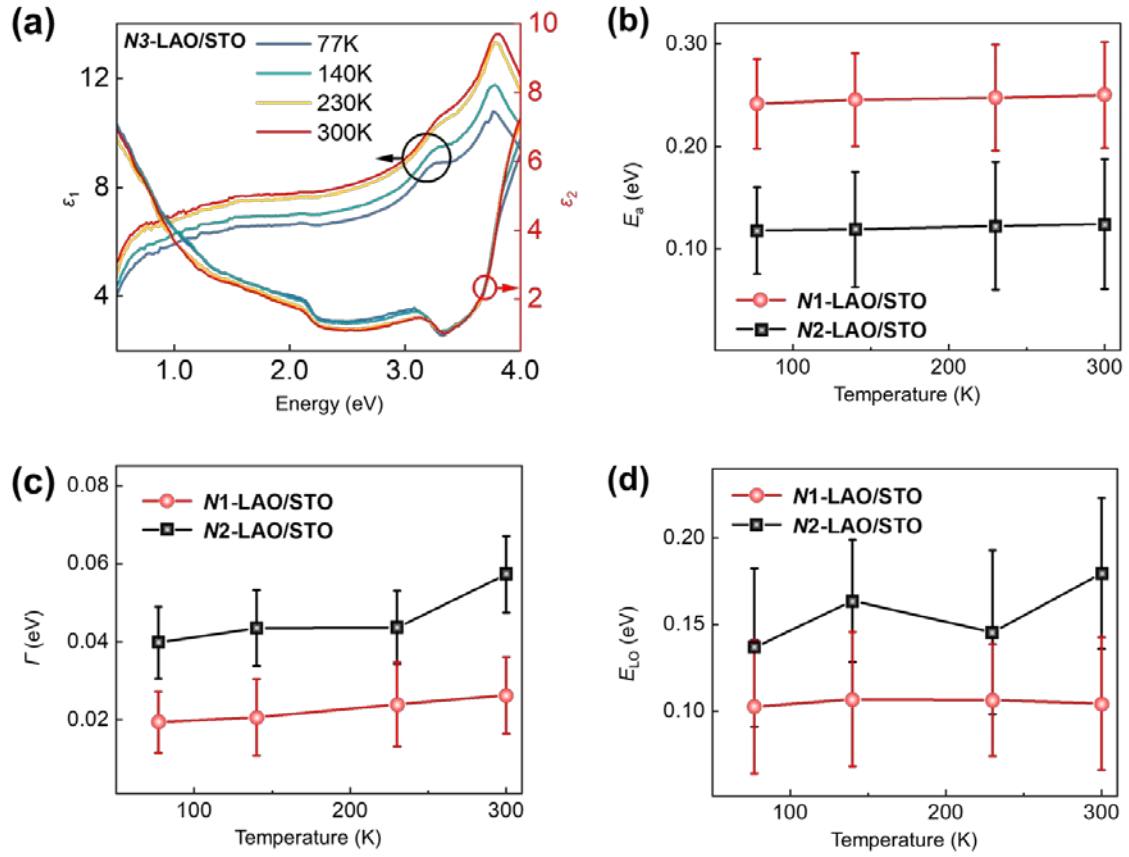 (a)
N3-LAO/STO
77K
140K
230K
300K
12
8
4
ε1
1.0 2.0 3.0 4.0
Energy (eV)
10
8
6
4
2
ε2
(b)
0.30
0.20
0.10
Ea (eV)
N1-LAO/STO
N2-LAO/STO
100 200 300
Temperature (K)
(c)
0.08
0.06
0.04
0.02
Γ (eV)
N1-LAO/STO
N2-LAO/STO
100 200 300
Temperature (K)
(d)
0.20
0.15
0.10
ELO (eV)
N1-LAO/STO
N2-LAO/STO
100 200 300
Temperature (K)